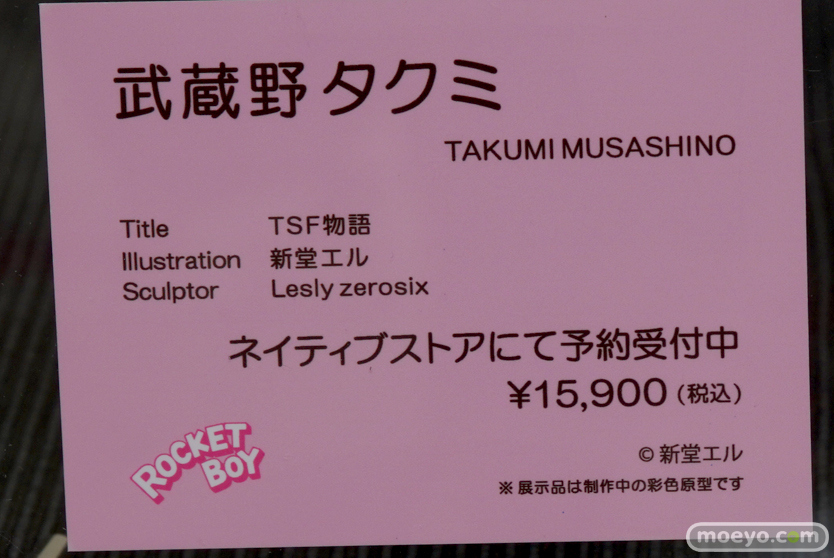 武蔵野タクミ
TAKUMI MUSASHINO
Title TSF物語
Illustration 新堂エル
Sculptor Lesly zerosix
ネイティブストアにて予約受付中
¥15,900(税込)
ROCKET
BOY
© 新堂エル
※展示品は制作中の彩色原型です
moeyo.com